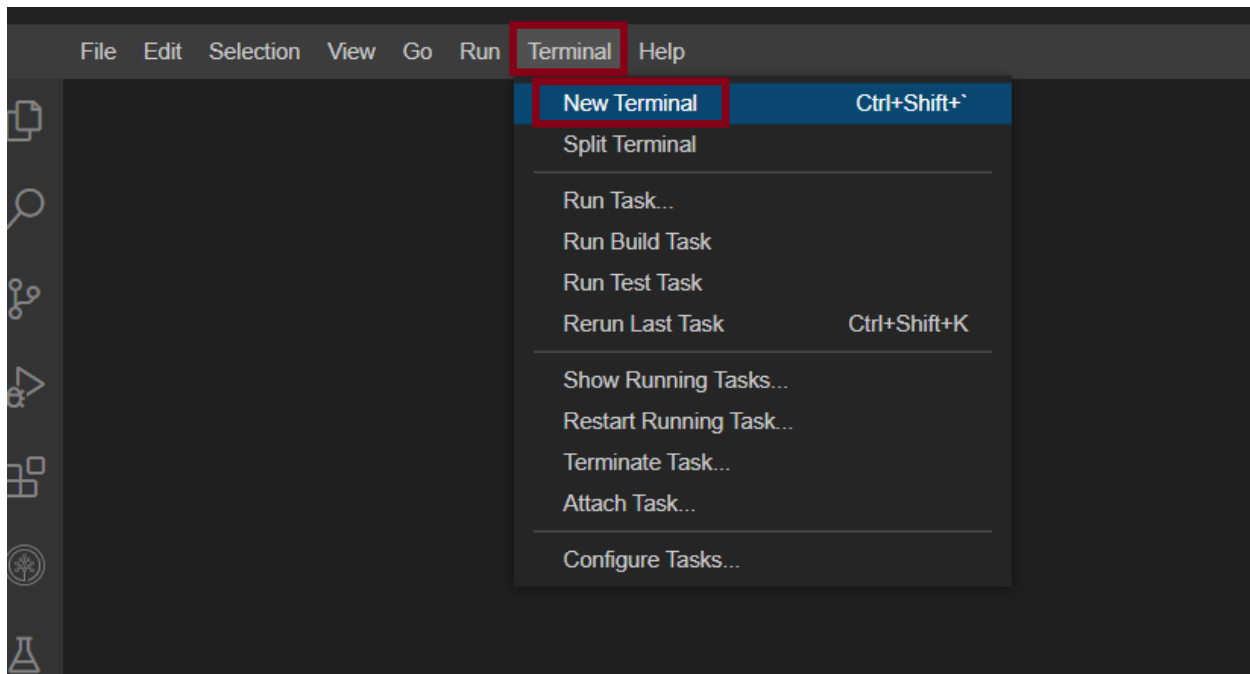 File Edit Selection View Go Run Terminal Help
New Terminal Ctrl+Shift+`
Split Terminal
Run Task...
Run Build Task
Run Test Task
Rerun Last Task Ctrl+Shift+K
Show Running Tasks...
Restart Running Task...
Terminate Task...
Attach Task...
Configure Tasks...